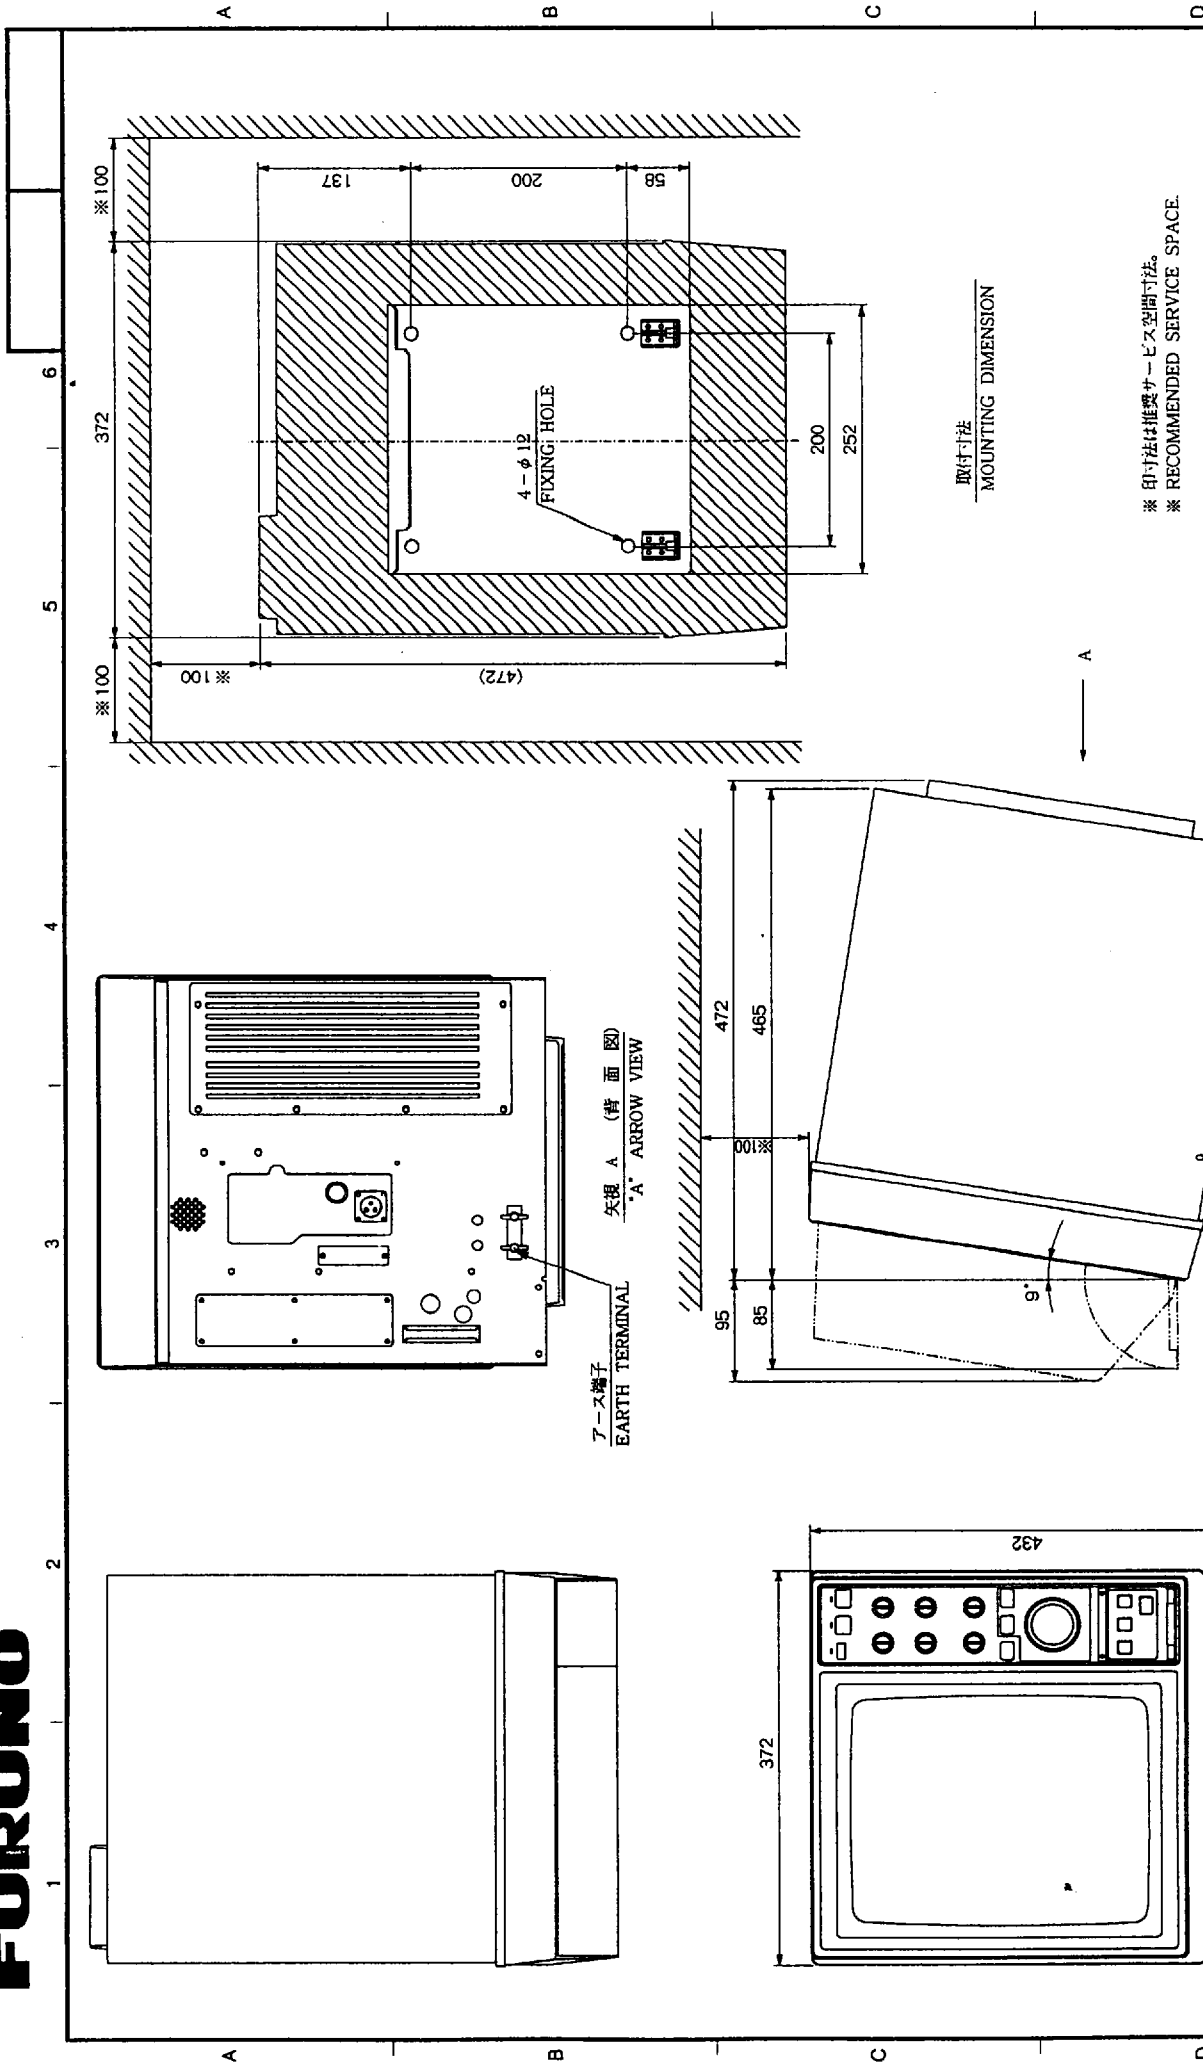 FURUNO
1
2
3
4
5
6
A
B
C
D
A
B
C
D
アース端子
EARTH TERMINAL
矢視 A (背 面 図)
"A" ARROW VIEW
※100
372
※100
※100
(472)
137
200
58
4-φ12
FIXING HOLE
200
252
取付寸法
MOUNTING DIMENSION
372
432
95
472
85
465
※100
9°
A
※ 印寸法は推奨サービス空間寸法。
※ RECOMMENDED SERVICE SPACE.